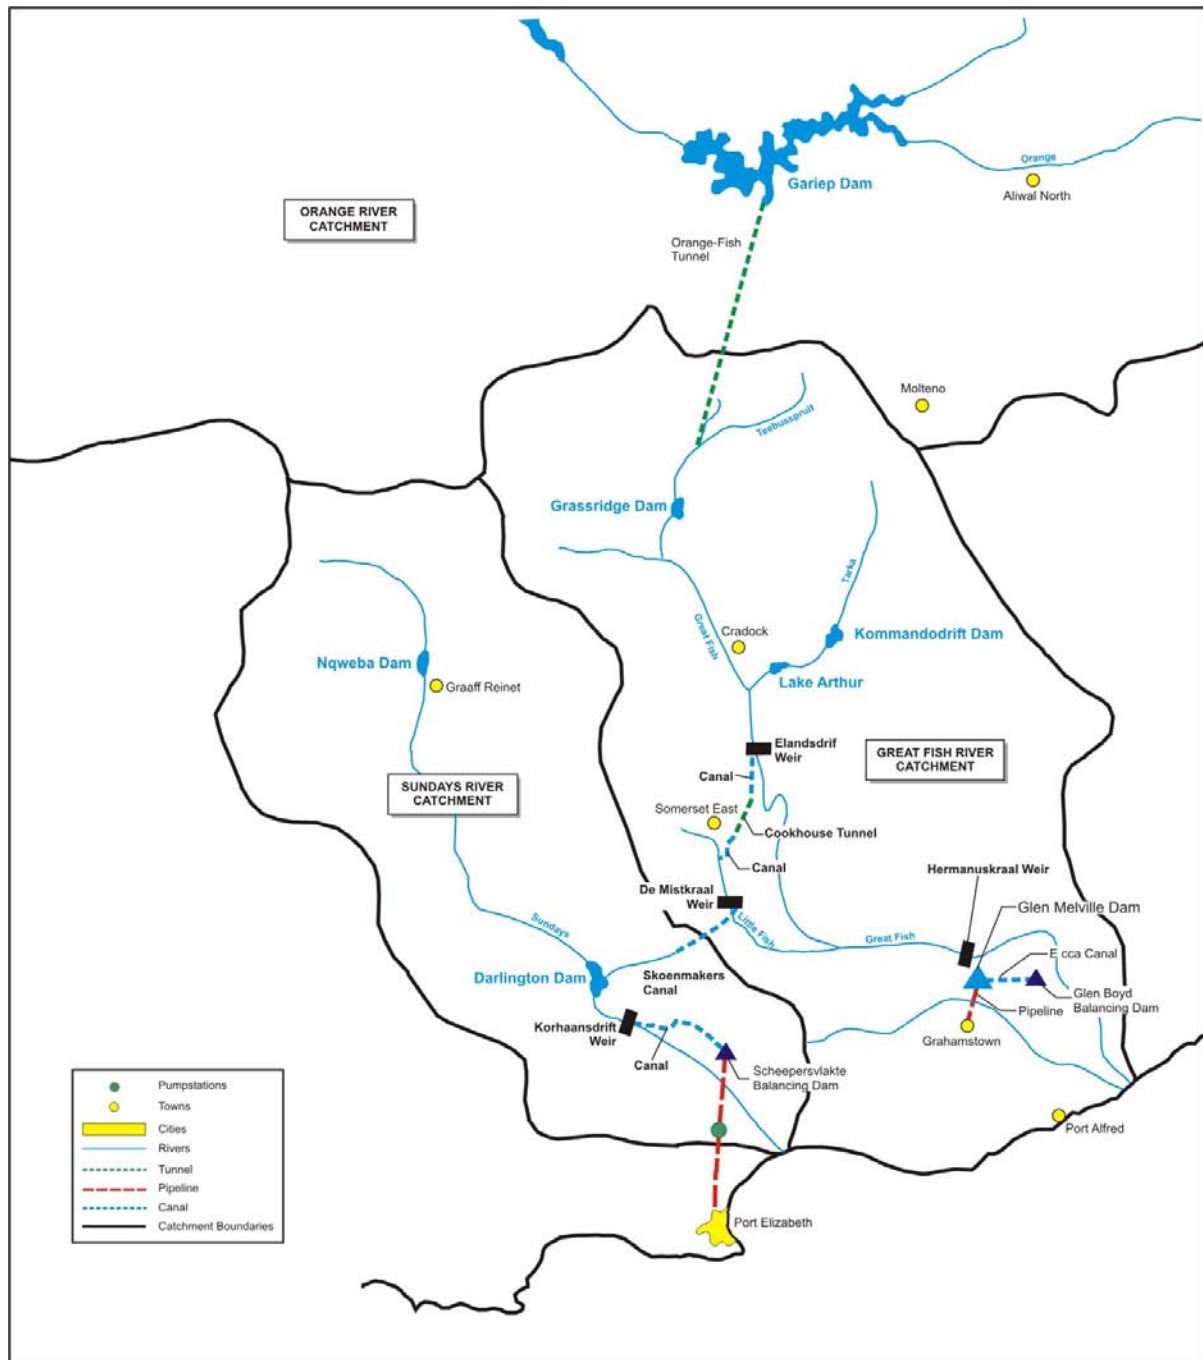 Orange
Gariep Dam
Aliwal North
ORANGE RIVER
CATCHMENT
Orange-Fish
Tunnel
Molteno
Teebusspruit
Grassridge Dam
Tarka
Great Fish
Cradock
Kommandodrift Dam
Nqweba Dam
Graaff Reinet
Lake Arthur
Elandsdrif
Weir
GREAT FISH RIVER
CATCHMENT
Canal
SUNDAYS RIVER
CATCHMENT
Somerset East
Cookhouse Tunnel
Canal
Hermanuskraal Weir
De Mistkraal
Weir
Glen Melville Dam
Little Fish
Sundays
Great Fish
Ecca Canal
Darlington Dam
Skoenmakers
Canal
Glen Boyd
Balancing Dam
Pipeline
Korhaansdrift
Weir
Grahamstown
Canal
Scheepersvlakte
Balancing Dam
Port Alfred
Pumpstations
Towns
Cities
Rivers
Tunnel
Pipeline
Canal
Catchment Boundaries
Port Elizabeth